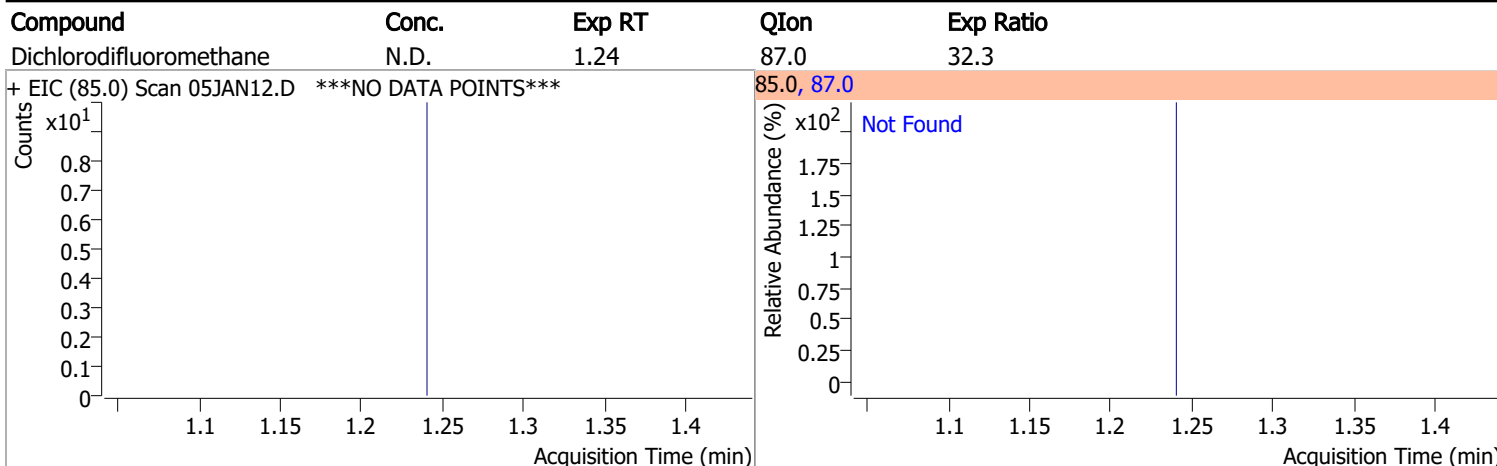 Compound Conc. Exp RT QIon Exp Ratio
Dichlorodifluoromethane N.D. 1.24 87.0 32.3
+ EIC (85.0) Scan 05JAN12.D ***NO DATA POINTS***
Counts
x10¹
0.8
0.7
0.6
0.5
0.4
0.3
0.2
0.1
0
1.1 1.15 1.2 1.25 1.3 1.35 1.4
Acquisition Time (min)
85.0, 87.0
Relative Abundance (%)
x10²
Not Found
1.75
1.5
1.25
1
0.75
0.5
0.25
0
1.1 1.15 1.2 1.25 1.3 1.35 1.4
Acquisition Time (min)